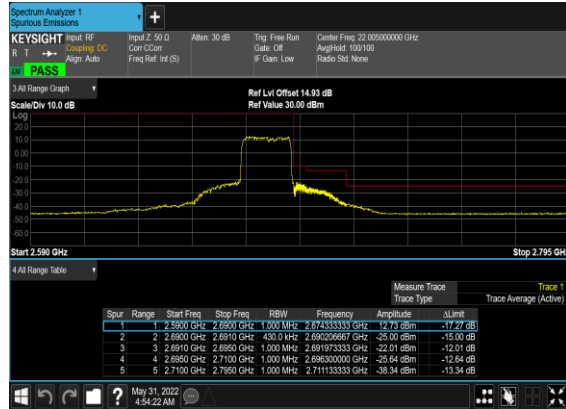 Spectrum Analyzer 1
Spurious Emissions
+
KEYSIGHT Input: RF Input Z: 50 Ω Atten: 30 dB Trig: Free Run Center Freq: 22.005000000 GHz
R T Coupling: DC Corr CCorr Gate: Off Avg|Hold: 100/100
Align: Auto Freq Ref: Int (S) IF Gain: Low Radio Std: None
PASS
3 All Range Graph
Ref Lvl Offset 14.93 dB
Scale/Div 10.0 dB Ref Value 30.00 dBm
Log
20.0
10.0
0.00
-10.0
-20.0
-30.0
-40.0
-50.0
-60.0
Start 2.590 GHz Stop 2.795 GHz
4 All Range Table
Measure Trace Trace 1
Trace Type Trace Average (Active)
Spur Range Start Freq Stop Freq RBW Frequency Amplitude ΔLimit
1 1 2.5900 GHz 2.6900 GHz 1.000 MHz 2.674333333 GHz 12.73 dBm -17.27 dB
2 2 2.6900 GHz 2.6910 GHz 430.0 kHz 2.690206667 GHz -25.00 dBm -15.00 dB
3 3 2.6910 GHz 2.6950 GHz 1.000 MHz 2.691973333 GHz -22.01 dBm -12.01 dB
4 4 2.6950 GHz 2.7100 GHz 1.000 MHz 2.696300000 GHz -25.64 dBm -12.64 dB
5 5 2.7100 GHz 2.7950 GHz 1.000 MHz 2.711133333 GHz -38.34 dBm -13.34 dB
?
May 31, 2022
4:54:22 AM